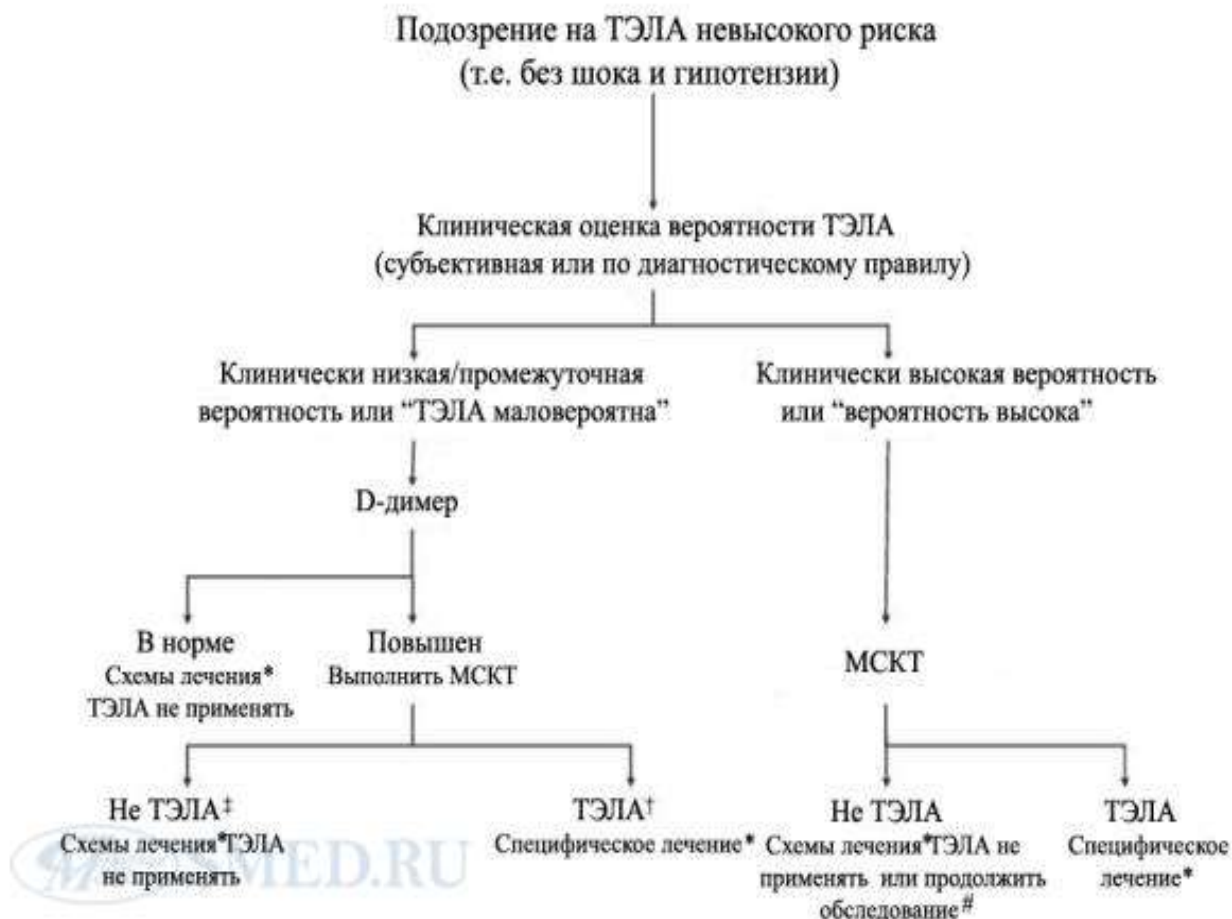 Подозрение на ТЭЛА невысокого риска
(т.е. без шока и гипотензии)
Клиническая оценка вероятности ТЭЛА
(субъективная или по диагностическому правилу)
Клинически низкая/промежуточная
вероятность или “ТЭЛА маловероятна”
Клинически высокая вероятность
или “вероятность высока”
D-димер
В норме
Схемы лечения*
ТЭЛА не применять
Повышен
Выполнить МСКТ
МСКТ
Не ТЭЛА‡
Схемы лечения*ТЭЛА
не применять
ТЭЛА†
Специфическое лечение*
Не ТЭЛА
Схемы лечения*ТЭЛА не
применять или продолжить
обследование#
ТЭЛА
Специфическое
лечение*
MED.RU